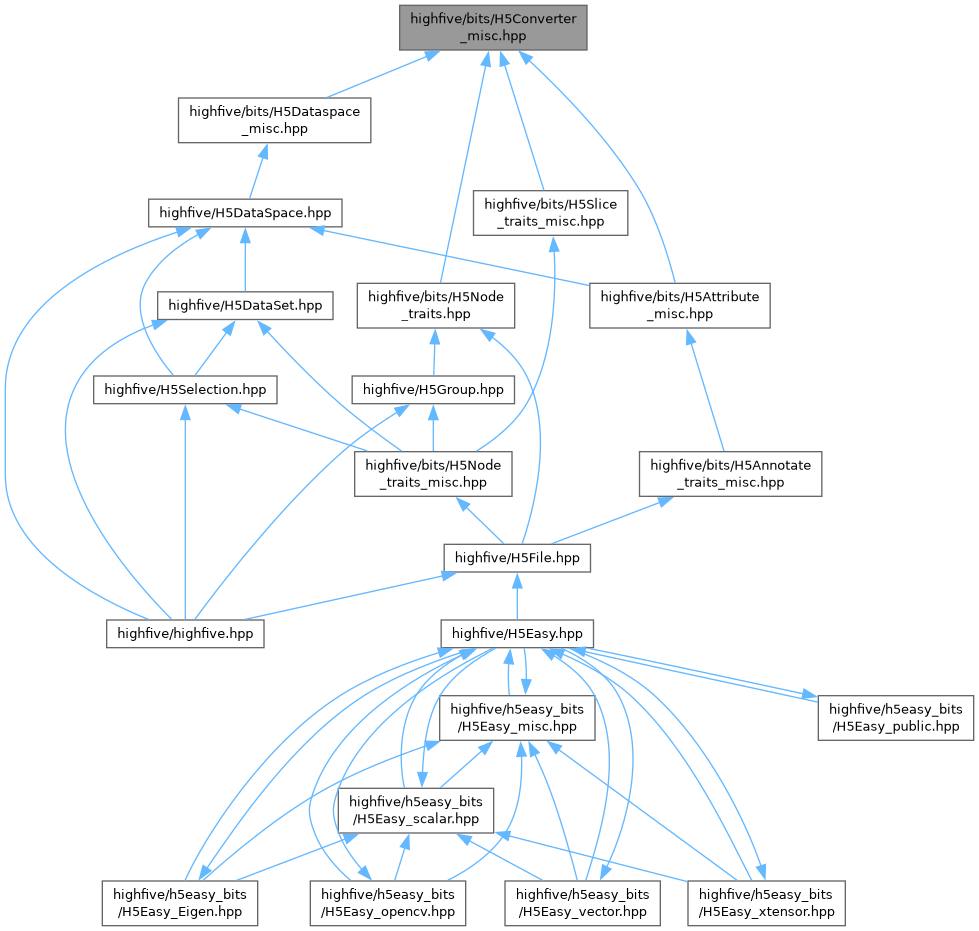 highfive/bits/H5Converter
_misc.hpp
highfive/bits/H5Dataspace
_misc.hpp
highfive/H5DataSpace.hpp
highfive/bits/H5Slice
_traits_misc.hpp
highfive/H5DataSet.hpp
highfive/bits/H5Node
_traits.hpp
highfive/bits/H5Attribute
_misc.hpp
highfive/H5Selection.hpp
highfive/H5Group.hpp
highfive/bits/H5Node
_traits_misc.hpp
highfive/bits/H5Annotate
_traits_misc.hpp
highfive/H5File.hpp
highfive/highfive.hpp
highfive/H5Easy.hpp
highfive/h5easy_bits
/H5Easy_misc.hpp
highfive/h5easy_bits
/H5Easy_public.hpp
highfive/h5easy_bits
/H5Easy_scalar.hpp
highfive/h5easy_bits
/H5Easy_Eigen.hpp
highfive/h5easy_bits
/H5Easy_opencv.hpp
highfive/h5easy_bits
/H5Easy_vector.hpp
highfive/h5easy_bits
/H5Easy_xtensor.hpp